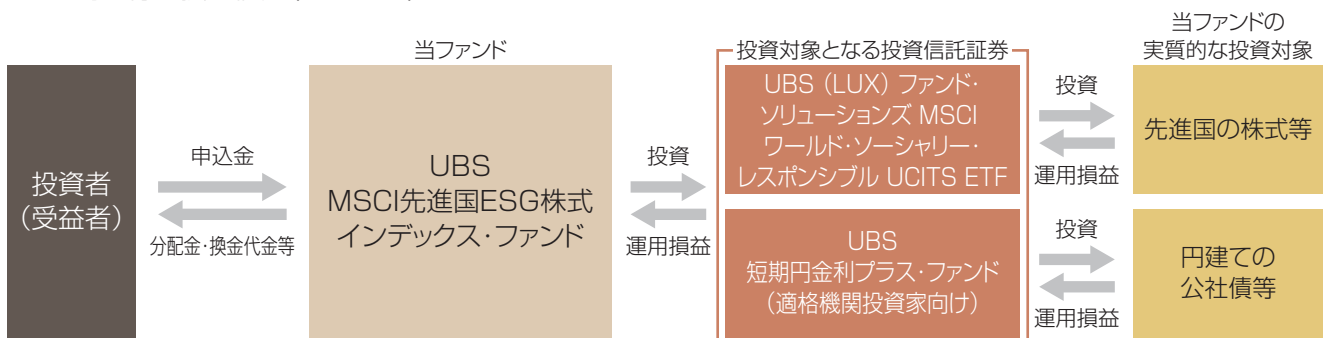 当ファンド
投資対象となる投資信託証券
当ファンドの
実質的な投資対象
投資者
（受益者）
申込金
分配金・換金代金等
UBS
MSCI先進国ESG株式
インデックス・ファンド
投資
運用損益
UBS（LUX）ファンド・
ソリューションズ MSCI
ワールド・ソーシャリー・
レスポンシブル UCITS ETF
投資
運用損益
先進国の株式等
UBS
短期円金利プラス・ファンド
（適格機関投資家向け）
投資
運用損益
円建ての
公社債等